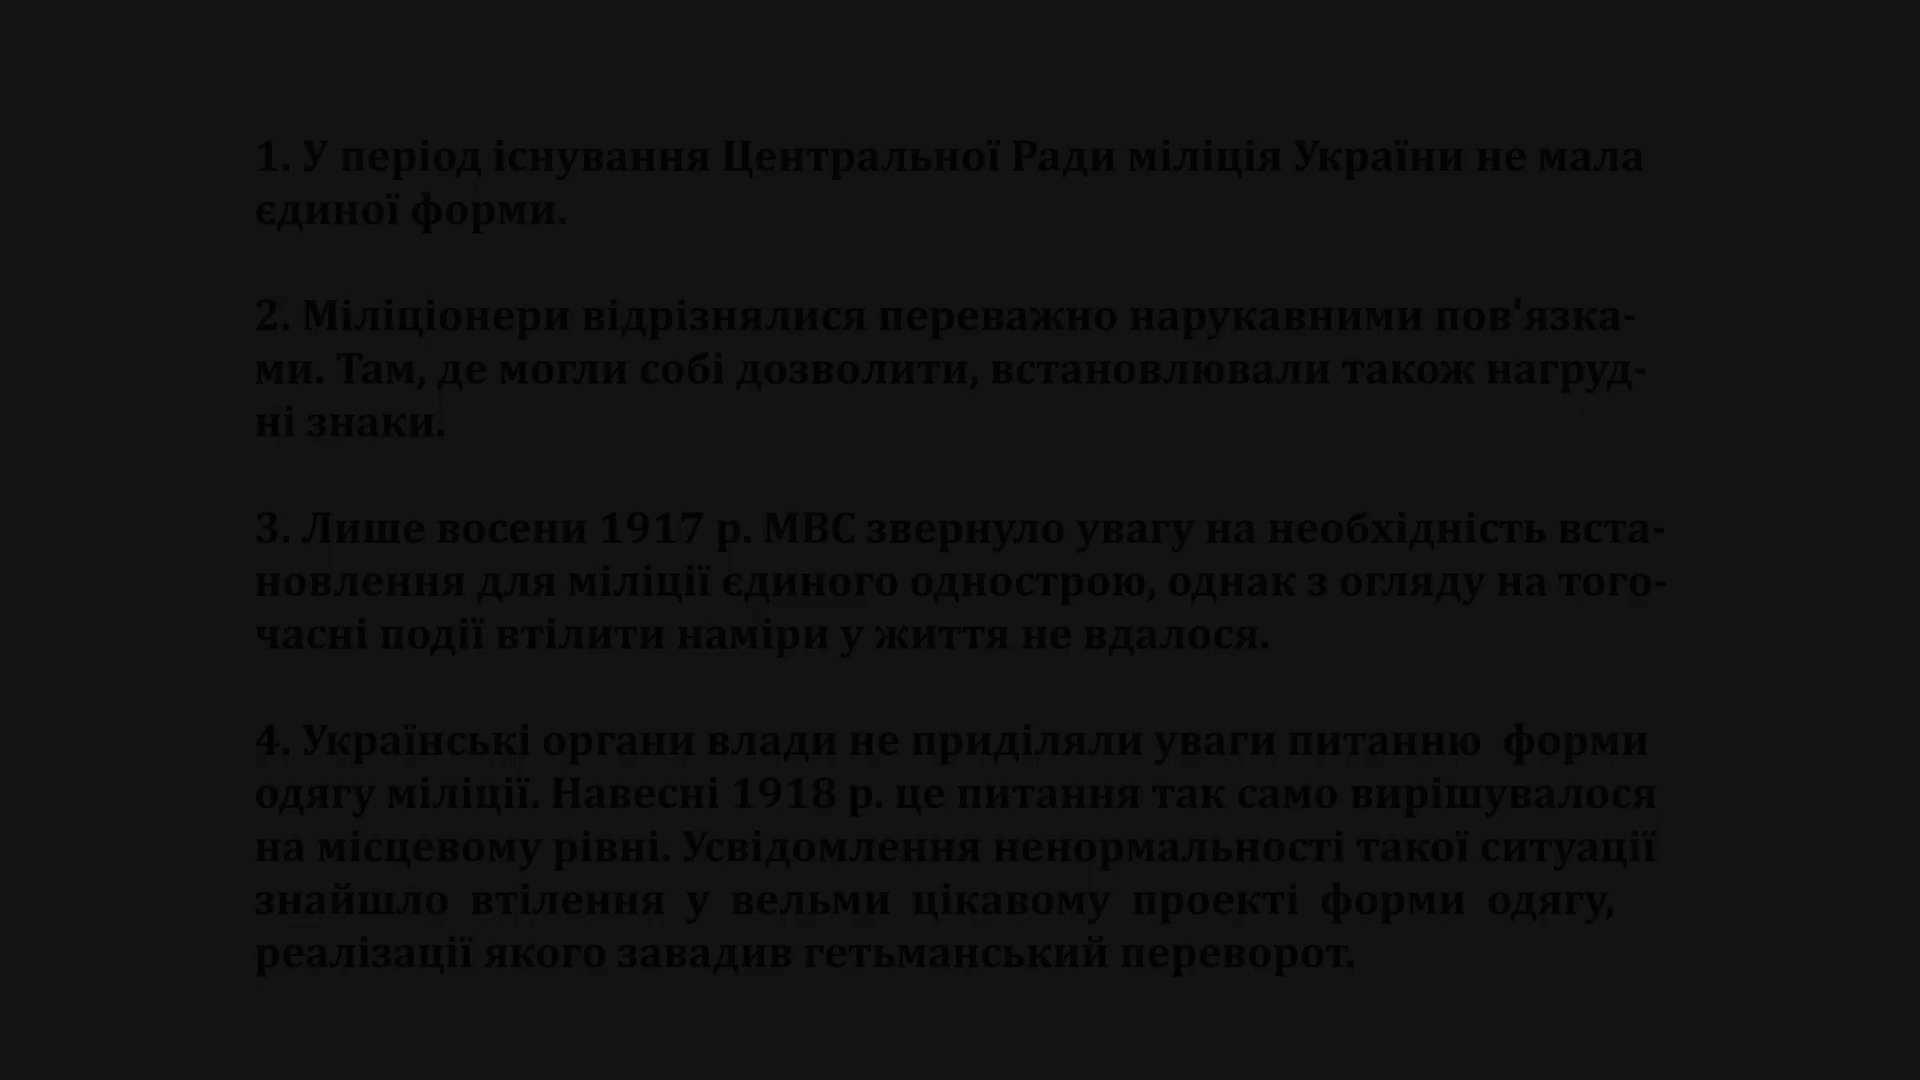 1. У період існування Центральної Ради міліція України не мала
єдиної форми.
2. Міліціонери відрізнялися переважно нарукавними пов'язка-
ми. Там, де могли собі дозволити, встановлювали також нагруд-
ні знаки.
3. Лише восени 1917 р. МВС звернуло увагу на необхідність вста-
новлення для міліції єдиного однострою, однак з огляду на того-
часні події втілити наміри у життя не вдалося.
4. Українські органи влади не приділяли уваги питанню форми
одягу міліції. Навесні 1918 р. це питання так само вирішувалося
на місцевому рівні. Усвідомлення ненормальності такої ситуації
знайшло втілення у вельми цікавому проекті форми одягу,
реалізації якого завадив гетьманський переворот.